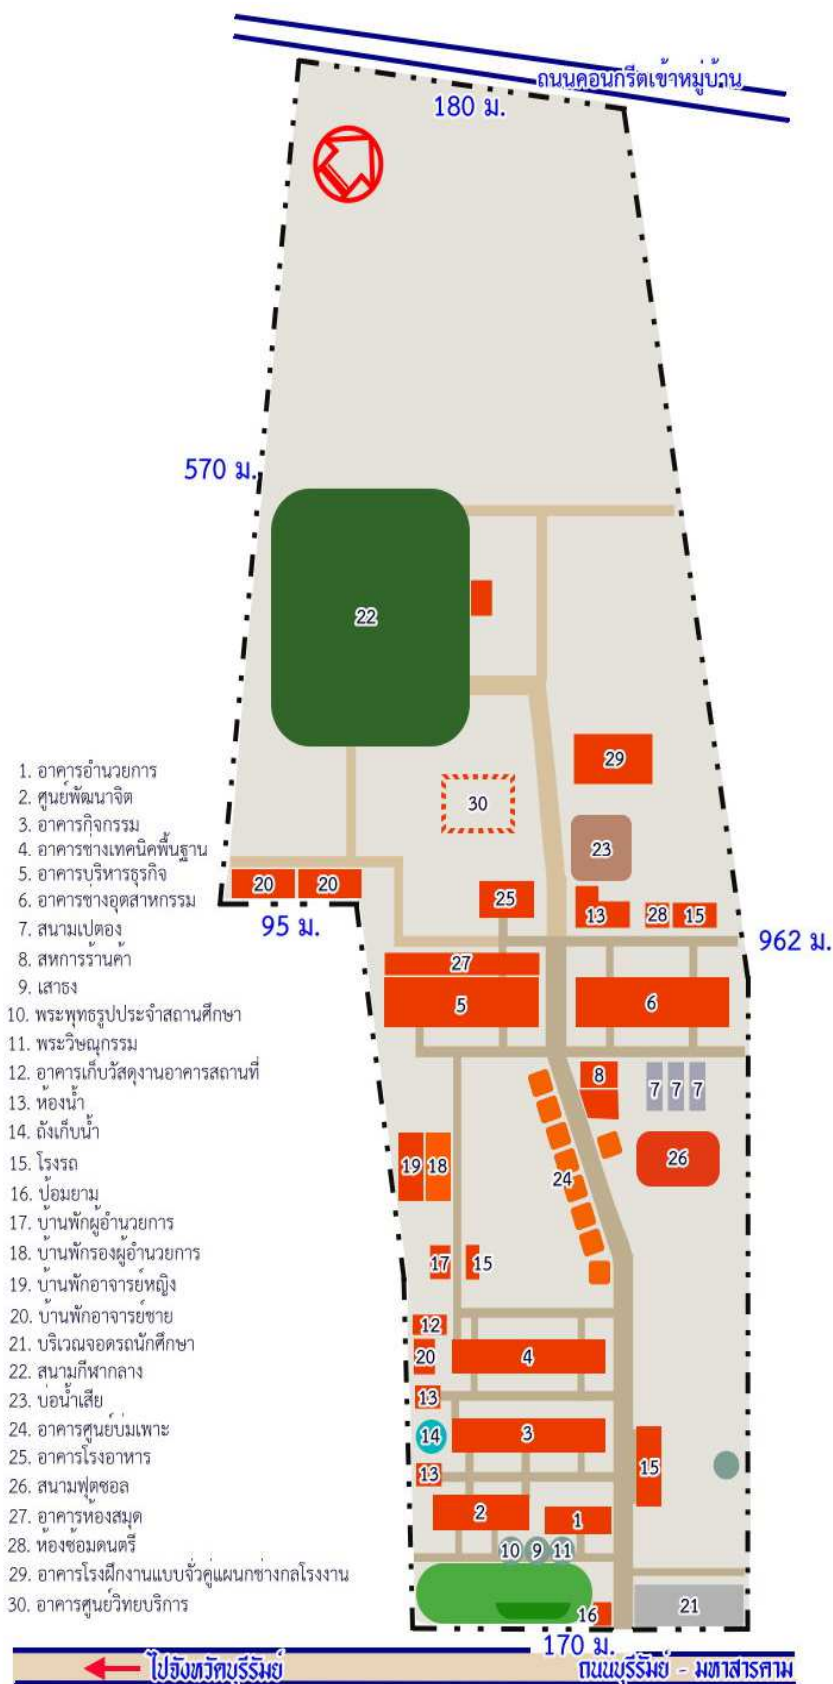 ถนนคอนกรีตเข้าหมู่บ้าน
180 ม.
570 ม.
22
29
30
23
20
20
25
13
28
15
95 ม.
962 ม.
27
5
6
8
7
7
7
19
18
24
26
17
15
12
20
4
13
14
3
13
15
2
1
10
9
11
16
21
1. อาคารอำนวยการ
2. ศูนย์พัฒนาจิต
3. อาคารกิจกรรม
4. อาคารช่างเทคนิคพื้นฐาน
5. อาคารบริหารธุรกิจ
6. อาคารช่างอุตสาหกรรม
7. สนามเปตอง
8. สหการร้านค้า
9. เสาธง
10. พระพุทธรูปประจำสถานศึกษา
11. พระวิษณุกรรม
12. อาคารเก็บวัสดุงานอาคารสถานที่
13. ห้องน้ำ
14. ถังเก็บน้ำ
15. โรงรถ
16. ป้อมยาม
17. บ้านพักผู้อำนวยการ
18. บ้านพักรองผู้อำนวยการ
19. บ้านพักอาจารย์หญิง
20. บ้านพักอาจารย์ชาย
21. บริเวณจอดรถนักศึกษา
22. สนามกีฬากลาง
23. บ่อน้ำเสีย
24. อาคารศูนย์บ่มเพาะ
25. อาคารโรงอาหาร
26. สนามฟุตซอล
27. อาคารห้องสมุด
28. ห้องซ้อมดนตรี
29. อาคารโรงฝึกงานแบบจั่วคู่แผนกช่างกลโรงงาน
30. อาคารศูนย์วิทยบริการ
170 ม.
ไปจังหวัดบุรีรัมย์
ถนนบุรีรัมย์ - มหาสารคาม